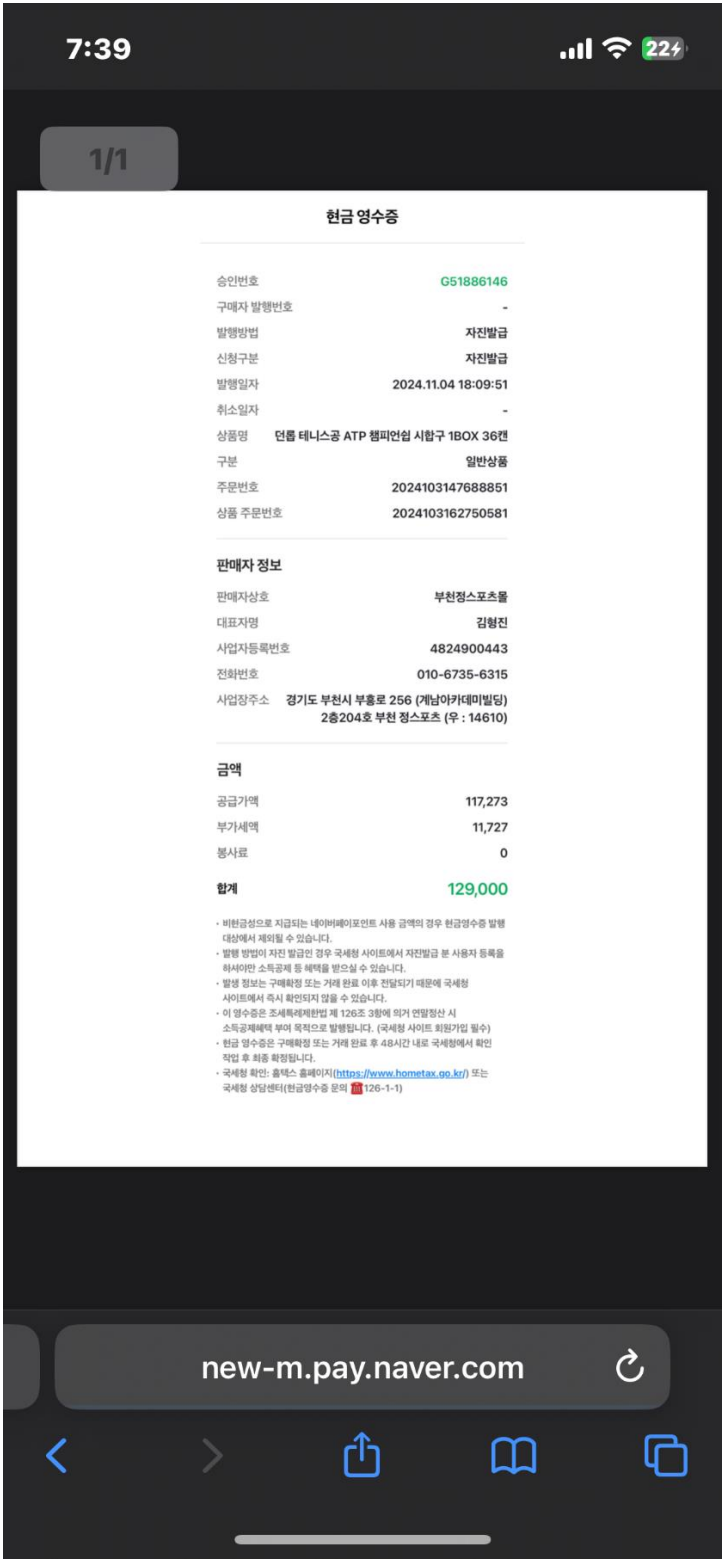 7:39
22
1/1
현금 영수증
승인번호 G51886146
구매자 발행번호 -
발행방법 자진발급
신청구분 자진발급
발행일자 2024.11.04 18:09:51
취소일자 -
상품명 던롭 테니스공 ATP 챔피언쉽 시합구 1BOX 36캔
구분 일반상품
주문번호 2024103147688851
상품 주문번호 2024103162750581
판매자 정보
판매자상호 부천정스포츠몰
대표자명 김형진
사업자등록번호 4824900443
전화번호 010-6735-6315
사업장주소 경기도 부천시 부흥로 256 (계남아카데미빌딩)
2층204호 부천 정스포츠 (우 : 14610)
금액
공급가액 117,273
부가세액 11,727
봉사료 0
합계 129,000
• 비현금성으로 지급되는 네이버페이포인트 사용 금액의 경우 현금영수증 발행
대상에서 제외될 수 있습니다.
• 발행 방법이 자진 발급인 경우 국세청 사이트에서 자진발급 분 사용자 등록을
하셔야만 소득공제 등 혜택을 받으실 수 있습니다.
• 발생 정보는 구매확정 또는 거래 완료 이후 전달되기 때문에 국세청
사이트에서 즉시 확인되지 않을 수 있습니다.
• 이 영수증은 조세특례제한법 제 126조 3항에 의거 연말정산 시
소득공제혜택 부여 목적으로 발행됩니다. (국세청 사이트 회원가입 필수)
• 현금 영수증은 구매확정 또는 거래 완료 후 48시간 내로 국세청에서 확인
작업 후 최종 확정됩니다.
• 국세청 확인: 홈텍스 홈페이지(https://www.hometax.go.kr/) 또는
국세청 상담센터(현금영수증 문의 ☎126-1-1)
new-m.pay.naver.com